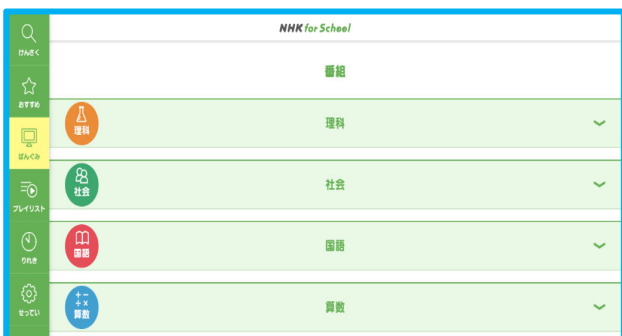 NHK for School
けんさく
おすすめ
ばんぐみ
プレイリスト
りれき
せってい
番組
理科
理科
社会
社会
国語
国語
算数
算数